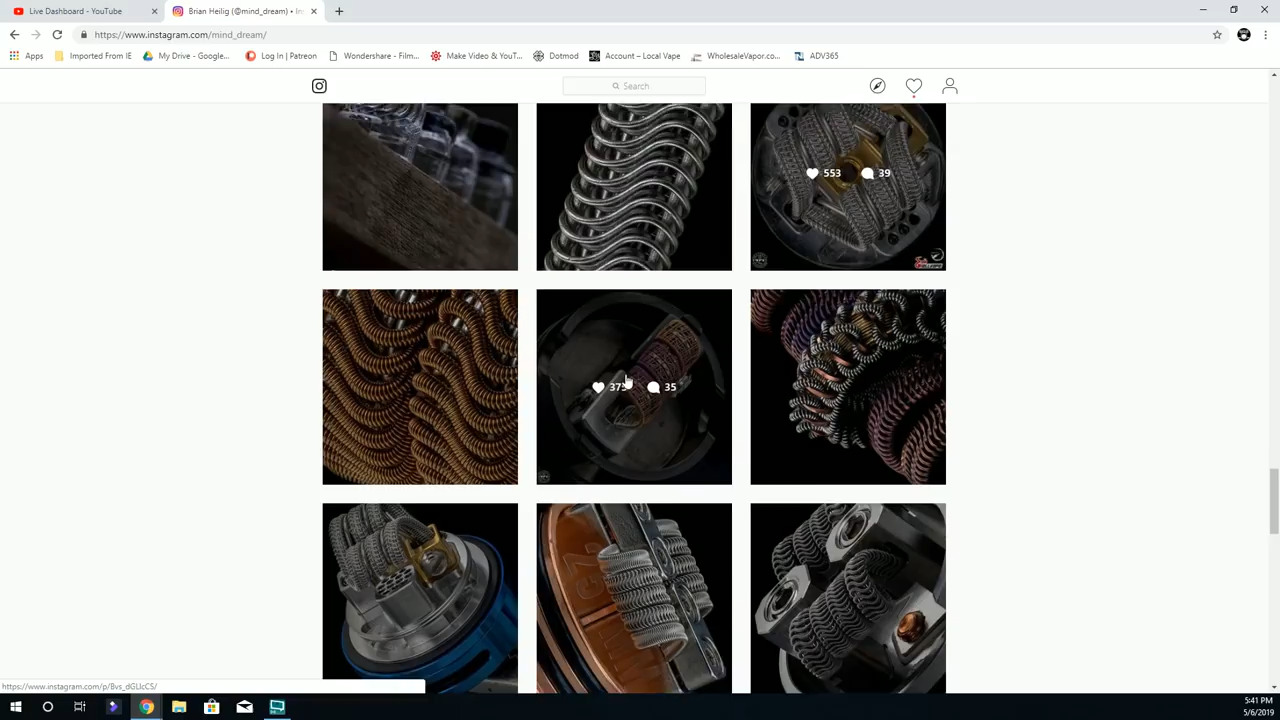 Live Dashboard - YouTube
Brian Heilig (@mind_dream) • In
https://www.instagram.com/mind_dream/
Apps
Imported From IE
My Drive - Google...
Log In | Patreon
Wondershare - Film...
Make Video & YouT...
Dotmod
Account – Local Vape
WholesaleVapor.co...
ADV365
Search
553
39
35
https://www.instagram.com/p/Bvs_dGlJcCS/
5:41 PM
5/6/2019